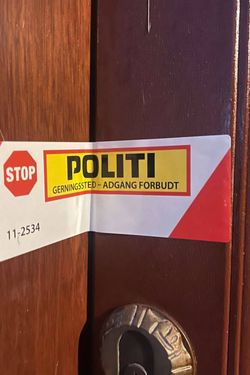 STOP
POLITI
GERNINGSSTED - ADGANG FORBUDT
11-2534